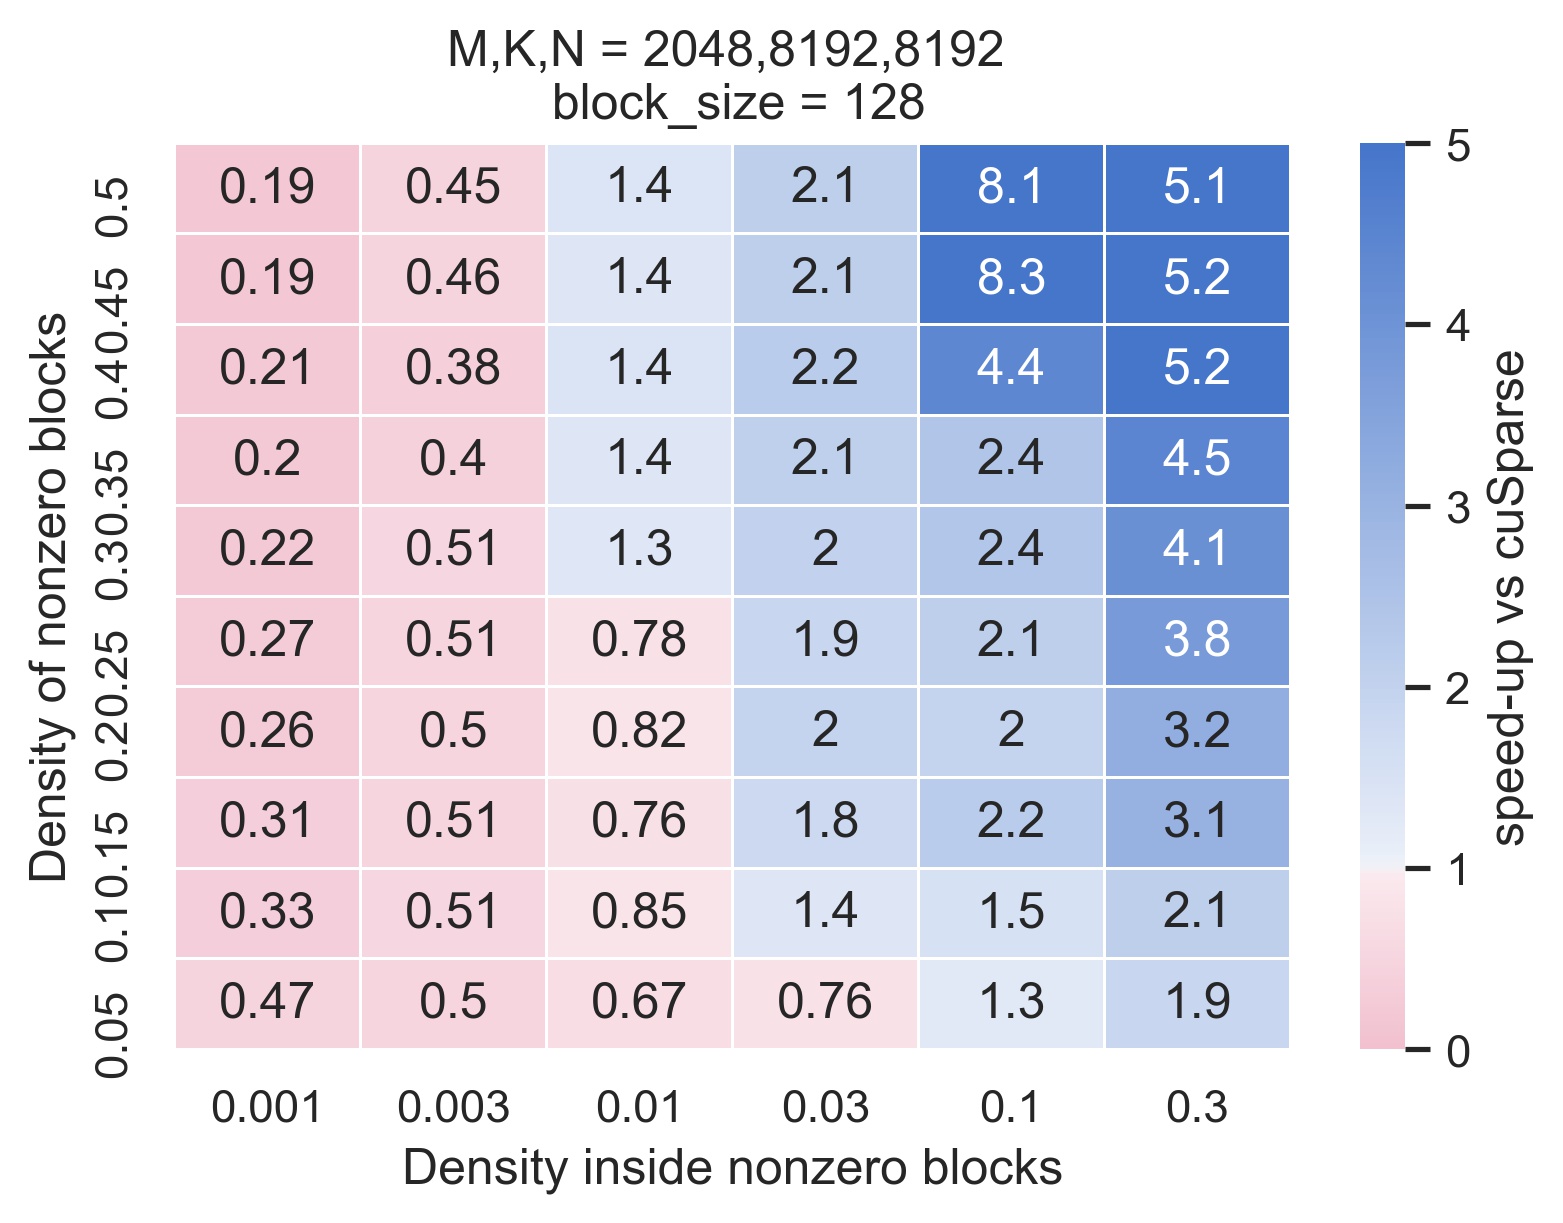 M,K,N = 2048,8192,8192
block_size = 128
Density of nonzero blocks
0.5 0.19 0.45 1.4 2.1 8.1 5.1
0.45 0.19 0.46 1.4 2.1 8.3 5.2
0.4 0.21 0.38 1.4 2.2 4.4 5.2
0.35 0.2 0.4 1.4 2.1 2.4 4.5
0.3 0.22 0.51 1.3 2 2.4 4.1
0.25 0.27 0.51 0.78 1.9 2.1 3.8
0.2 0.26 0.5 0.82 2 2 3.2
0.15 0.31 0.51 0.76 1.8 2.2 3.1
0.1 0.33 0.51 0.85 1.4 1.5 2.1
0.05 0.47 0.5 0.67 0.76 1.3 1.9
0.001 0.003 0.01 0.03 0.1 0.3
Density inside nonzero blocks
5
4
3
2
1
0
speed-up vs cuSparse